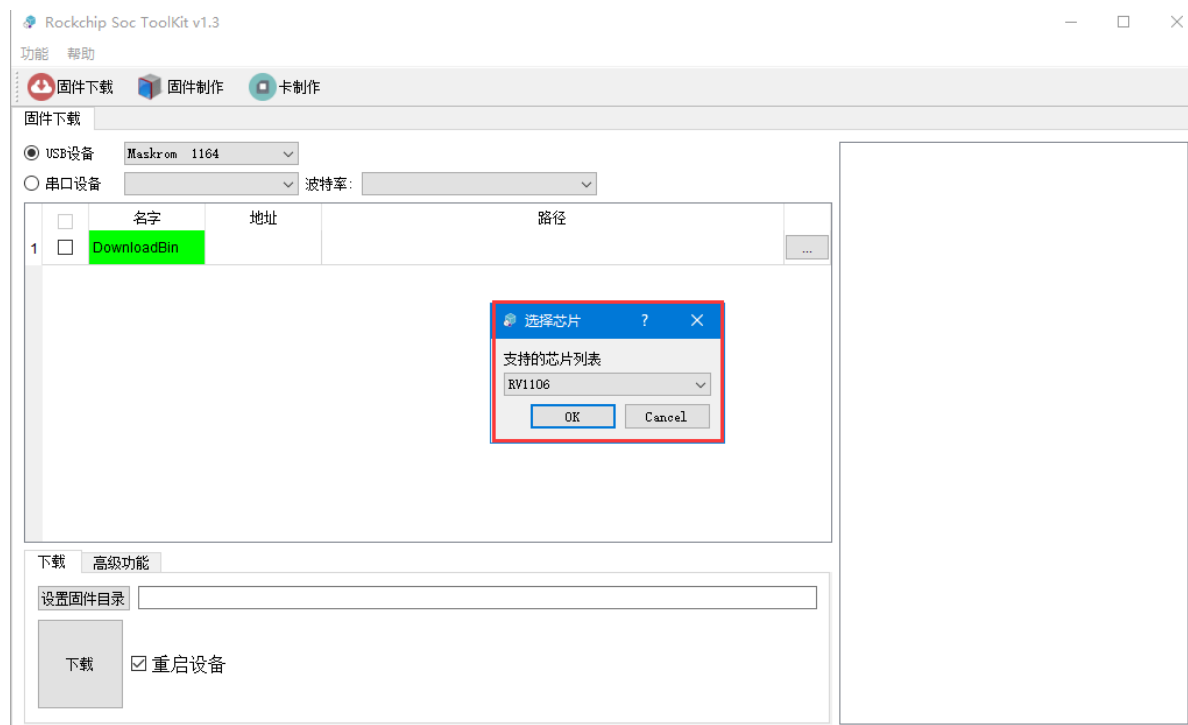 Rockchip Soc ToolKit v1.3
功能 帮助
固件下载 固件制作 卡制作
固件下载
USB设备 Maskrom 1164
串口设备 波特率:
名字 地址 路径
1 DownloadBin ...
选择芯片 ?
支持的芯片列表
RV1106
OK Cancel
下载 高级功能
设置固件目录
下载 重启设备